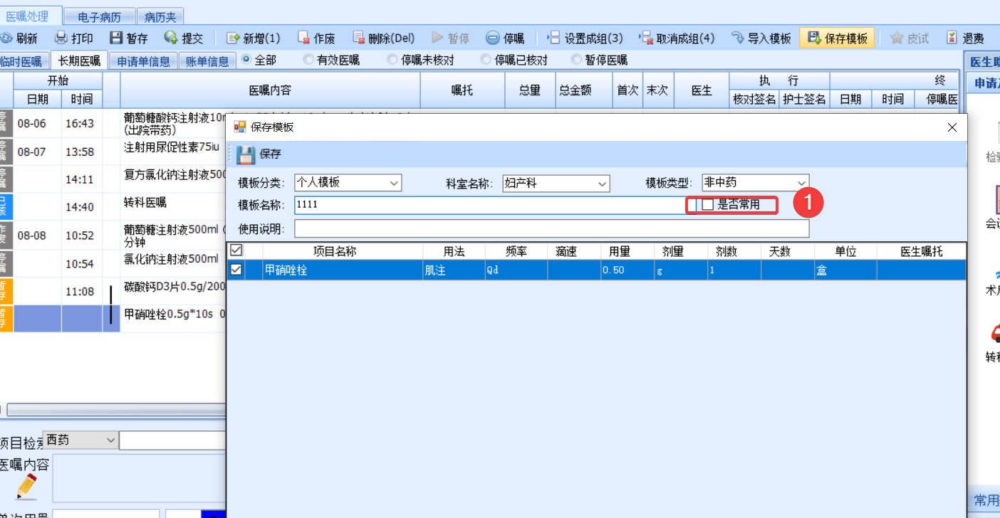 医嘱处理 电子病历 病历夹
刷新 打印 暂存 提交 新增(1) 作废 删除(Del) 暂停 停嘱 设置成组(3) 取消成组(4) 导入模板 保存模板 皮试 退费
临时医嘱 长期医嘱 申请单信息 账单信息 全部 有效医嘱 停嘱未核对 停嘱已核对 暂停医嘱
医生助
申请
开始 医嘱内容 嘱托 总量 总金额 首次 末次 医生 执 行 终
日期 时间 核对签名 护士签名 日期 时间 停嘱医
停嘱 08-06 16:43 葡萄糖酸钙注射液10
(出院带药)
停嘱 08-07 13:58 注射用尿促性素75iu
停嘱 14:11 复方氯化钠注射液500
已核 14:40 转科医嘱
作废 08-08 10:52 葡萄糖注射液500ml
分钟
停嘱 10:54 氯化钠注射液500ml
暂存 11:08 碳酸钙D3片0.5g/200
暂存 甲硝唑栓0.5g*10s 0
保存模板
保存
模板分类: 个人模板 科室名称: 妇产科 模板类型: 非中药
模板名称: 1111 是否常用 1
使用说明:
项目名称 用法 频率 滴速 用量 剂量 剂数 天数 单位 医生嘱托
甲硝唑栓 肌注 Qd 0.50 g 1 盒
检验
会诊
术
转科
常用
项目检索 西药
医嘱内容
单次用量